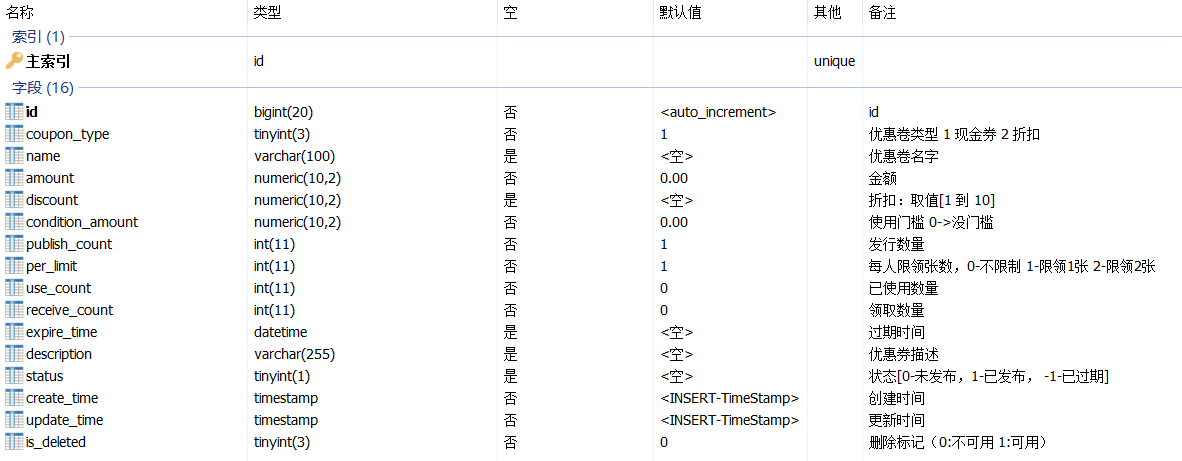 名称 类型 空 默认值 其他 备注
索引 (1)
主索引 id unique
字段 (16)
id bigint(20) 否 <auto_increment> id
coupon_type tinyint(3) 否 1 优惠卷类型 1 现金券 2 折扣
name varchar(100) 是 <空> 优惠卷名字
amount numeric(10,2) 否 0.00 金额
discount numeric(10,2) 是 <空> 折扣：取值[1 到 10]
condition_amount numeric(10,2) 否 0.00 使用门槛 0->没门槛
publish_count int(11) 否 1 发行数量
per_limit int(11) 否 1 每人限领张数，0-不限制 1-限领1张 2-限领2张
use_count int(11) 否 0 已使用数量
receive_count int(11) 否 0 领取数量
expire_time datetime 是 <空> 过期时间
description varchar(255) 是 <空> 优惠券描述
status tinyint(1) 是 <空> 状态[0-未发布，1-已发布， -1-已过期]
create_time timestamp 否 <INSERT-TimeStamp> 创建时间
update_time timestamp 否 <INSERT-TimeStamp> 更新时间
is_deleted tinyint(3) 否 0 删除标记（0:不可用 1:可用）